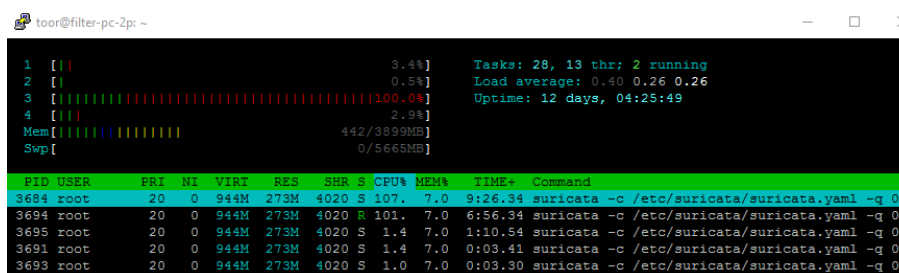 toor@filter-pc-2p: ~
1 [|| 3.4%] Tasks: 28, 13 thr; 2 running
2 [| 0.5%] Load average: 0.40 0.26 0.26
3 [||||||||||||||||||||||||||||||||||||||||100.0%] Uptime: 12 days, 04:25:49
4 [||| 2.9%]
Mem[||||||||||||||| 442/3899MB]
Swp[ 0/5665MB]
PID USER PRI NI VIRT RES SHR S CPU% MEM% TIME+ Command
3684 root 20 0 944M 273M 4020 S 107. 7.0 9:26.34 suricata -c /etc/suricata/suricata.yaml -q 0
3694 root 20 0 944M 273M 4020 R 101. 7.0 6:56.34 suricata -c /etc/suricata/suricata.yaml -q 0
3695 root 20 0 944M 273M 4020 S 1.4 7.0 1:10.54 suricata -c /etc/suricata/suricata.yaml -q 0
3691 root 20 0 944M 273M 4020 S 1.4 7.0 0:03.41 suricata -c /etc/suricata/suricata.yaml -q 0
3693 root 20 0 944M 273M 4020 S 1.0 7.0 0:03.30 suricata -c /etc/suricata/suricata.yaml -q 0